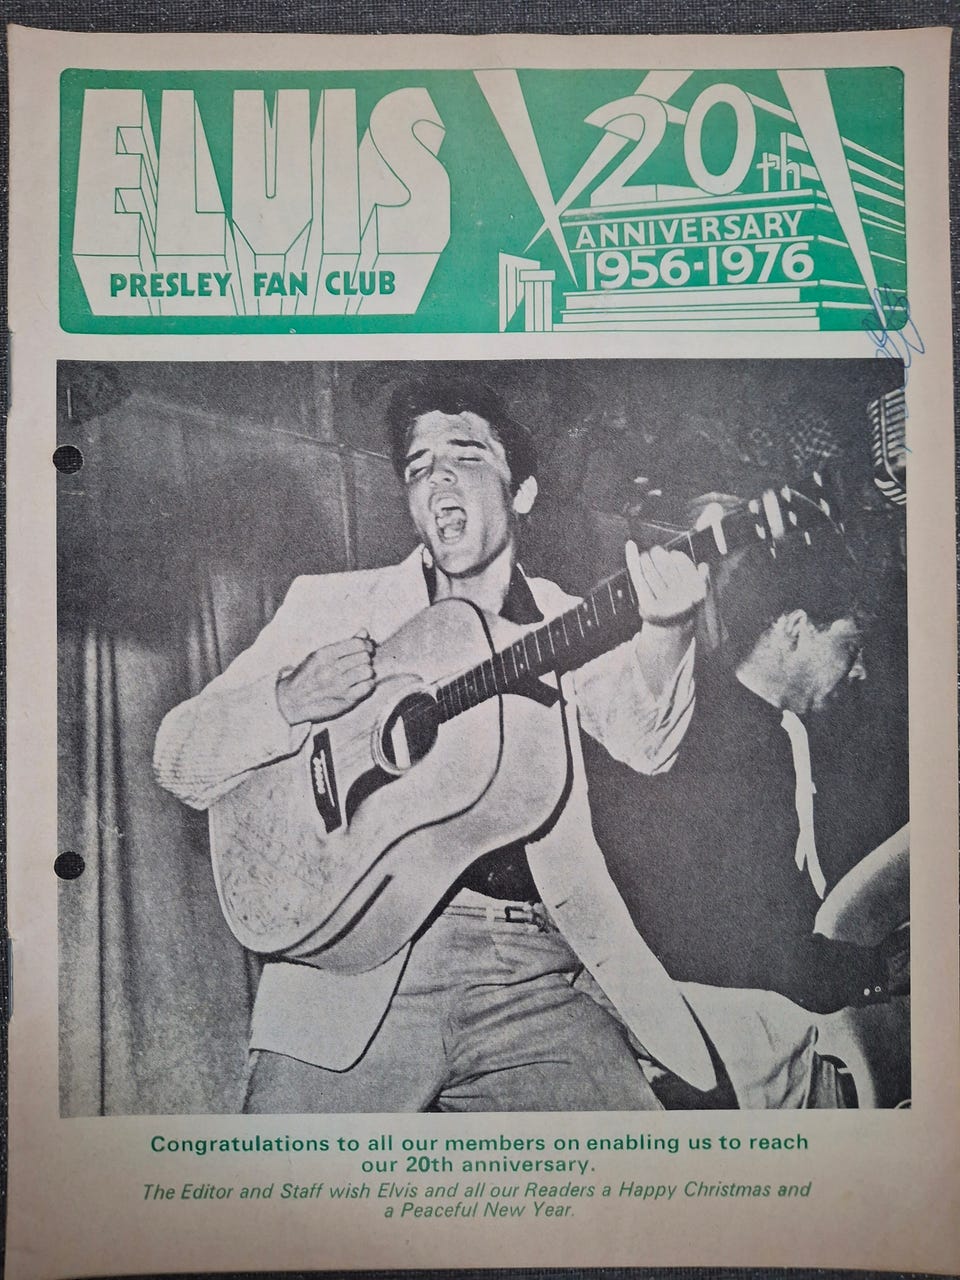 ELVIS
PRESLEY FAN CLUB
20th
ANNIVERSARY
1956-1976
Congratulations to all our members on enabling us to reach
our 20th anniversary.
The Editor and Staff wish Elvis and all our Readers a Happy Christmas and
a Peaceful New Year.